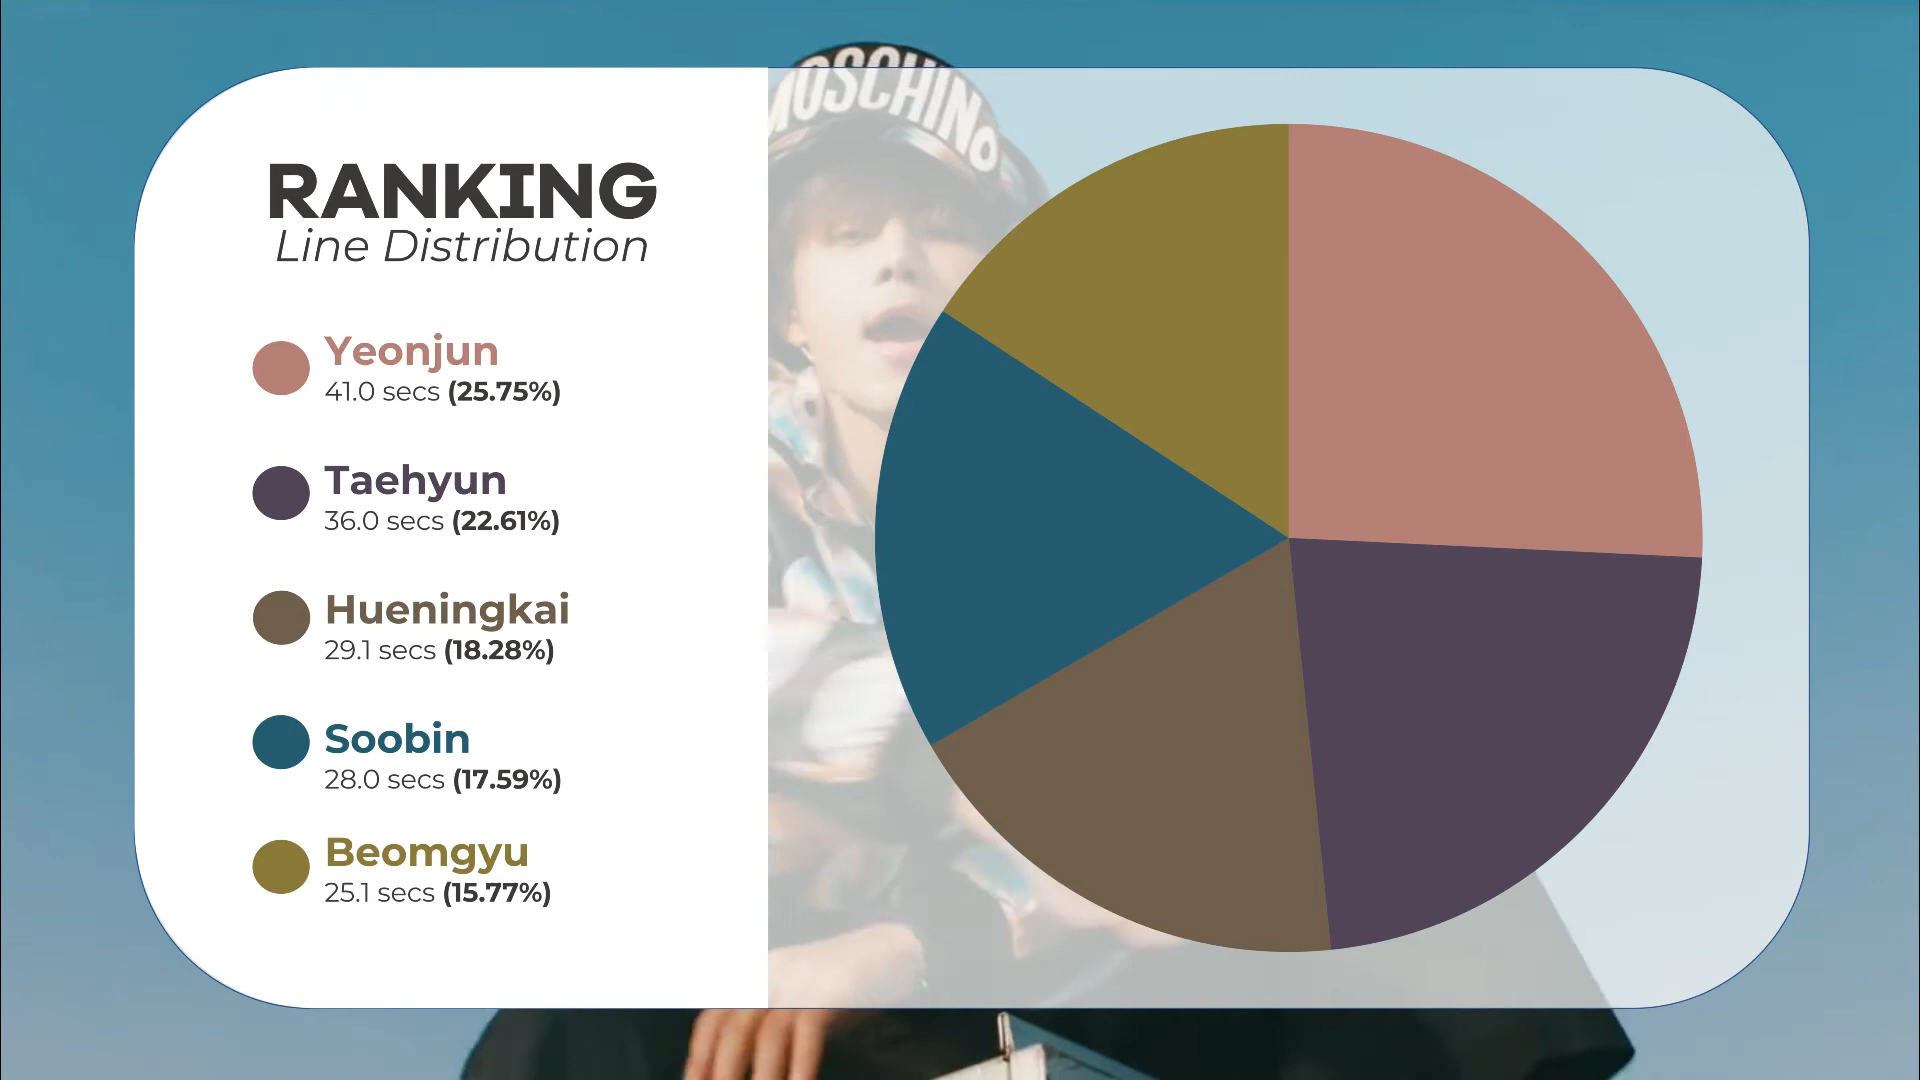 MOSCHINO
RANKING
Line Distribution
Yeonjun
41.0 secs (25.75%)
Taehyun
36.0 secs (22.61%)
Hueningkai
29.1 secs (18.28%)
Soobin
28.0 secs (17.59%)
Beomgyu
25.1 secs (15.77%)